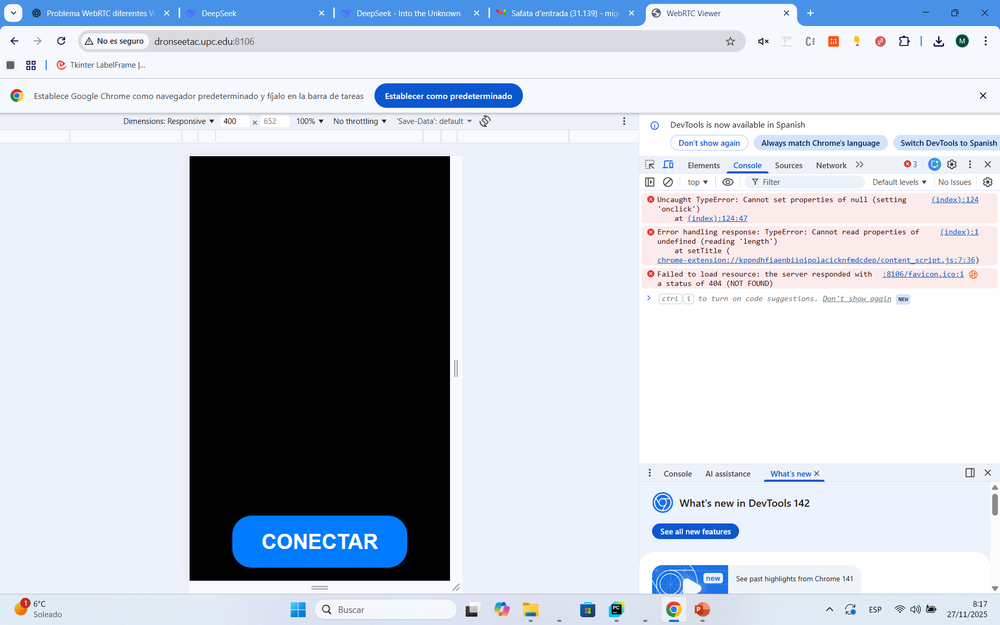 Problema WebRTC diferentes W
DeepSeek
DeepSeek - Into the Unknown
Safata d'entrada (31.139) - mig
WebRTC Viewer
No es seguro
dronseetac.upc.edu:8106
M
Tkinter LabelFrame |...
Establece Google Chrome como navegador predeterminado y fíjalo en la barra de tareas
Establecer como predeterminado
Dimensions: Responsive
400
×
652
100%
No throttling
'Save-Data': default
DevTools is now available in Spanish
Don't show again
Always match Chrome's language
Switch DevTools to Spanish
Elements
Console
Sources
Network
3
top
Filter
Default levels
No Issues
Uncaught TypeError: Cannot set properties of null (setting (index):124
'onclick')
at (index):124:47
Error handling response: TypeError: Cannot read properties of (index):1
undefined (reading 'length')
at setTitle (
chrome-extension://kppndhfiaenbiioipolacicknfmdcdep/content_script.js:7:36)
Failed to load resource: the server responded with :8106/favicon.ico:1
a status of 404 (NOT FOUND)
ctrl i to turn on code suggestions. Don't show again NEW
CONECTAR
Console
AI assistance
What's new
What's new in DevTools 142
See all new features
new
See past highlights from Chrome 141
1
6°C
Soleado
Buscar
PC
P
ESP
8:17
27/11/2025